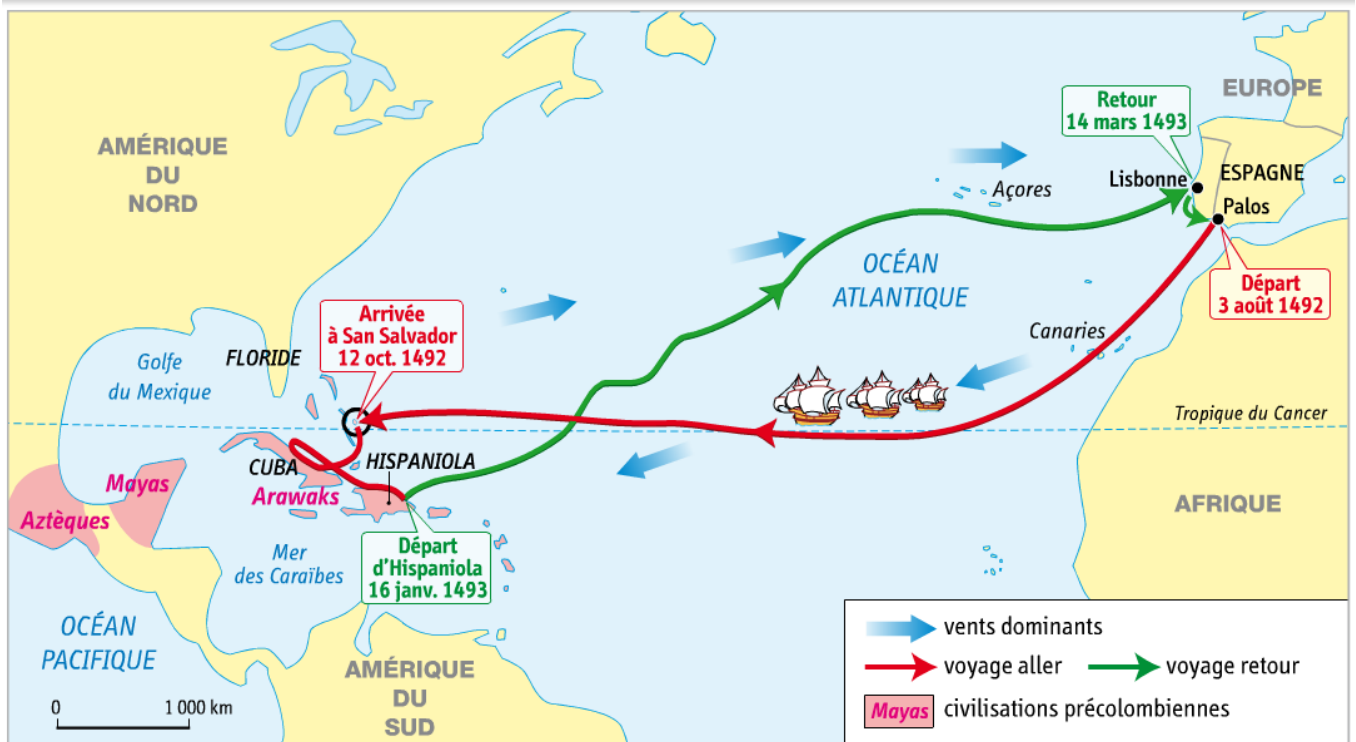 AMÉRIQUE
DU
NORD
EUROPE
Retour
14 mars 1493
Lisbonne
ESPAGNE
Palos
Açores
Départ
3 août 1492
OCÉAN
ATLANTIQUE
Canaries
Arrivée
à San Salvador
12 oct. 1492
FLORIDE
Golfe
du Mexique
Tropique du Cancer
CUBA
HISPANIOLA
Mayas
Arawaks
Aztèques
AFRIQUE
Départ
d'Hispaniola
16 janv. 1493
Mer
des Caraïbes
OCÉAN
PACIFIQUE
AMÉRIQUE
DU
SUD
0 1 000 km
vents dominants
voyage aller
voyage retour
Mayas civilisations précolombiennes